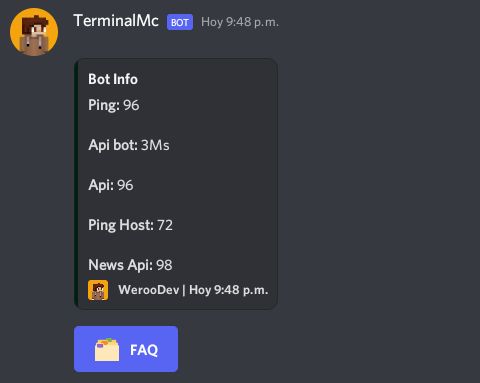 TerminalMc BOT Hoy 9:48 p.m.
Bot Info
Ping: 96
Api bot: 3Ms
Api: 96
Ping Host: 72
News Api: 98
WerooDev | Hoy 9:48 p.m.
FAQ